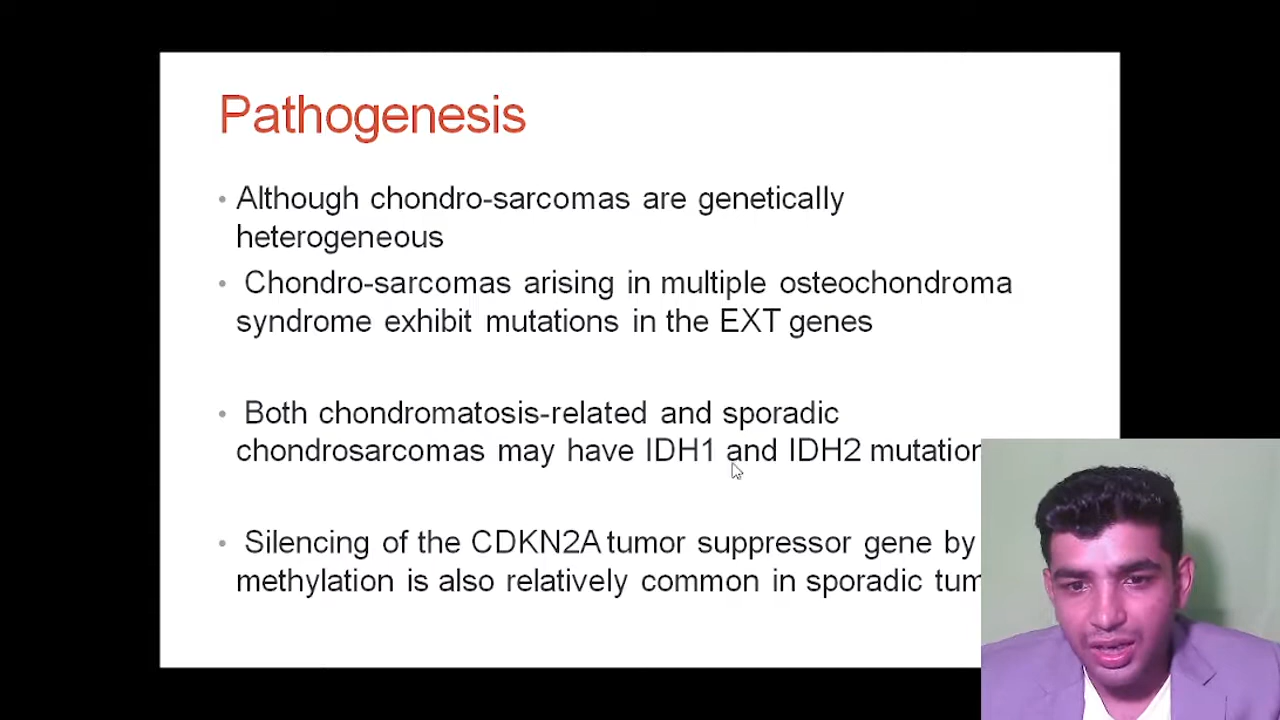 Pathogenesis
• Although chondro-sarcomas are genetically
heterogeneous
• Chondro-sarcomas arising in multiple osteochondroma
syndrome exhibit mutations in the EXT genes
• Both chondromatosis-related and sporadic
chondrosarcomas may have IDH1 and IDH2 mutation
• Silencing of the CDKN2A tumor suppressor gene by
methylation is also relatively common in sporadic tum